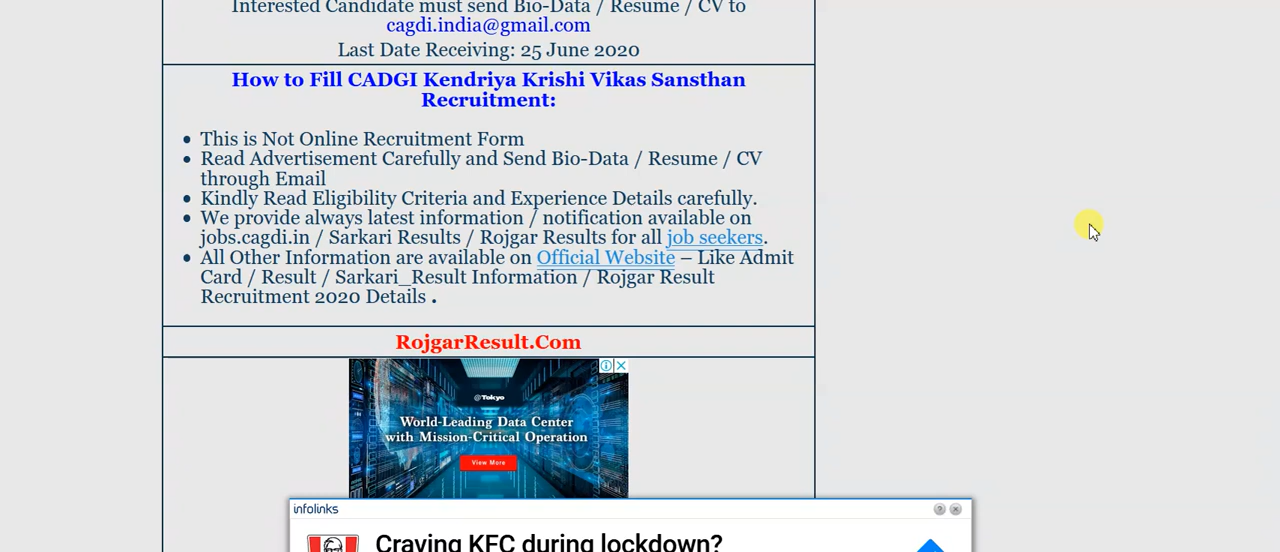 Interested Candidate must send Bio-Data / Resume / CV to
cagdi.india@gmail.com
Last Date Receiving: 25 June 2020
How to Fill CADGI Kendriya Krishi Vikas Sansthan
Recruitment:
This is Not Online Recruitment Form
Read Advertisement Carefully and Send Bio-Data / Resume / CV
through Email
Kindly Read Eligibility Criteria and Experience Details carefully.
We provide always latest information / notification available on
jobs.cagdi.in / Sarkari Results / Rojgar Results for all job seekers.
All Other Information are available on Official Website – Like Admit
Card / Result / Sarkari_Result Information / Rojgar Result
Recruitment 2020 Details .
RojgarResult.Com
@Tokyo
World-Leading Data Center
with Mission-Critical Operation
View More
infolinks
Craving KFC during lockdown?